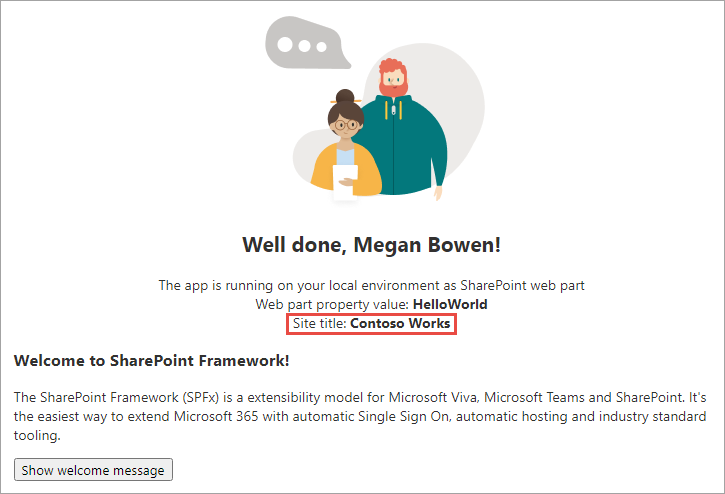 Well done, Megan Bowen!
The app is running on your local environment as SharePoint web part
Web part property value: HelloWorld
Site title: Contoso Works
Welcome to SharePoint Framework!
The SharePoint Framework (SPFx) is a extensibility model for Microsoft Viva, Microsoft Teams and SharePoint. It's
the easiest way to extend Microsoft 365 with automatic Single Sign On, automatic hosting and industry standard
tooling.
Show welcome message